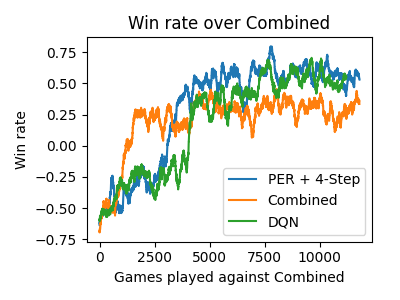 Win rate over Combined
Win rate
0.75
0.50
0.25
0.00
−0.25
−0.50
−0.75
PER + 4-Step
Combined
DQN
0 2500 5000 7500 10000
Games played against Combined